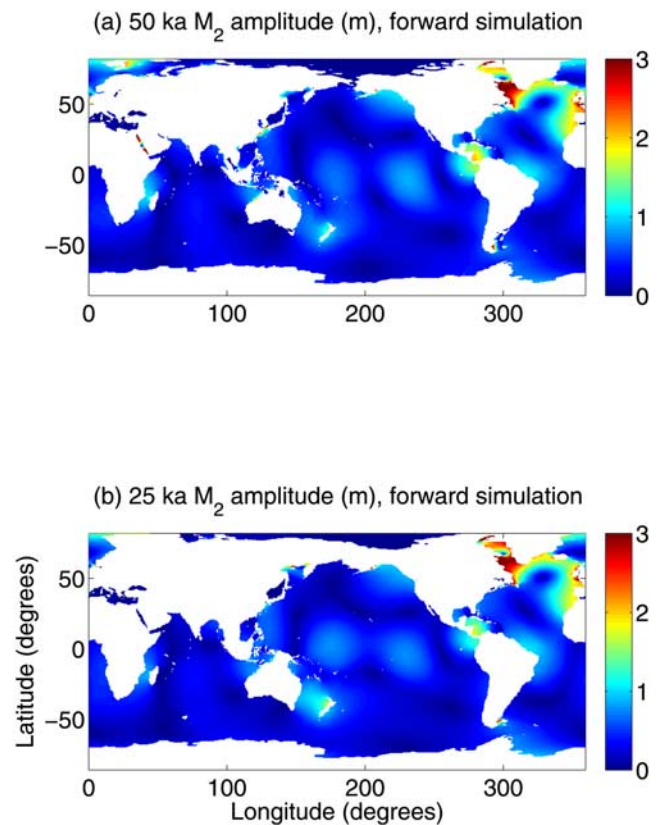 (a) 50 ka M₂ amplitude (m), forward simulation
3
50
2
0
1
−50
0
0 100 200 300
(b) 25 ka M₂ amplitude (m), forward simulation
3
50
2
0
1
−50
0
0 100 200 300
Latitude (degrees)
Longitude (degrees)